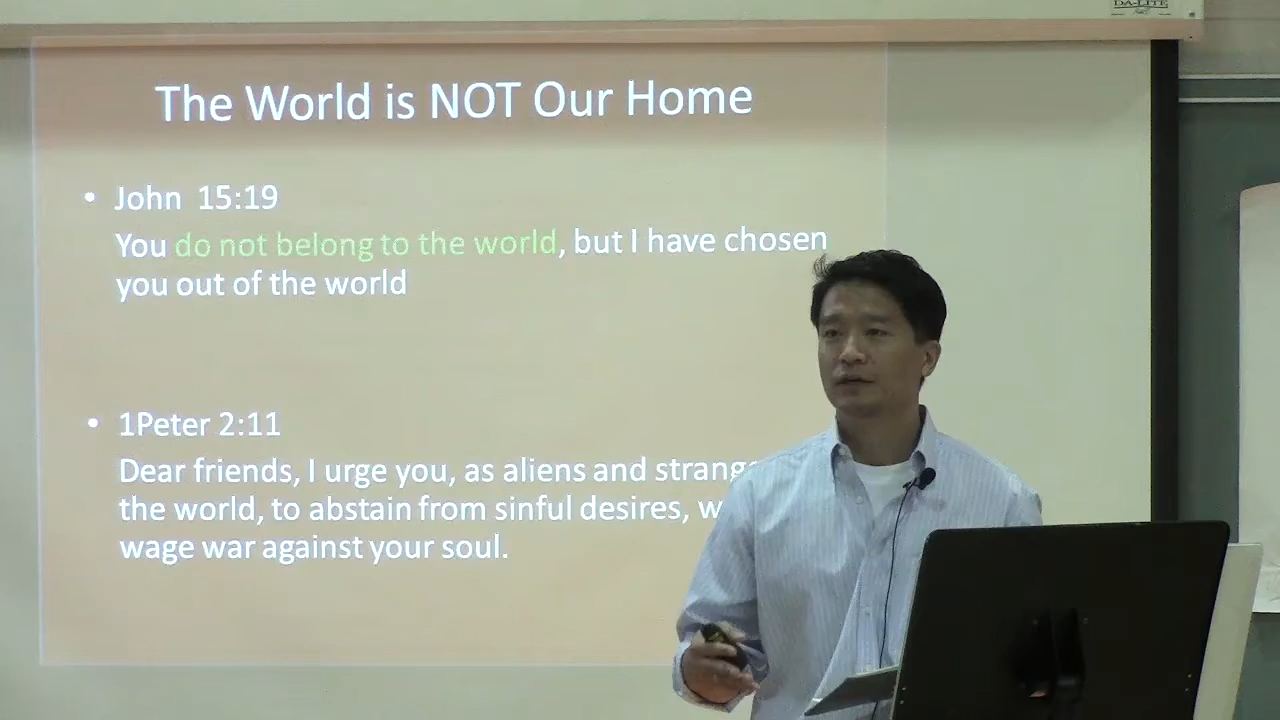 DA-LITE
The World is NOT Our Home
• John 15:19
You do not belong to the world, but I have chosen
you out of the world
• 1Peter 2:11
Dear friends, I urge you, as aliens and
the world, to abstain from sinful desires,
wage war against your soul.